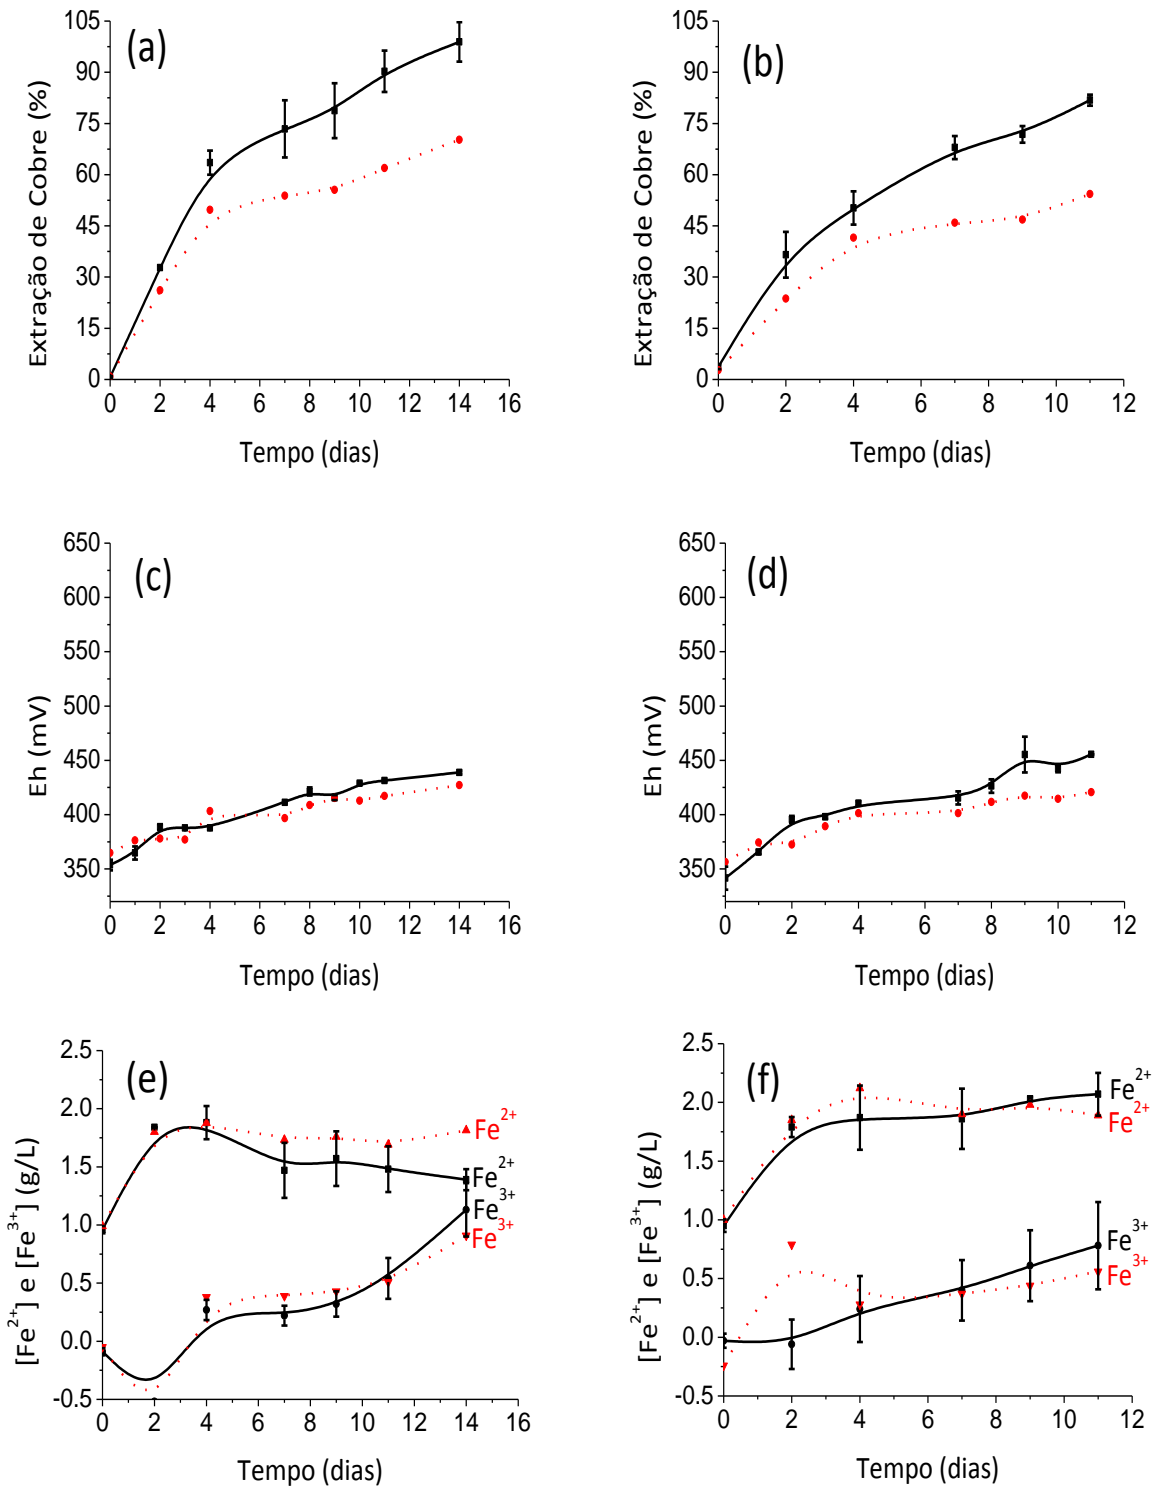 (a)
Extração de Cobre (%)
105
90
75
60
45
30
15
0
0 2 4 6 8 10 12 14 16
Tempo (dias)
(b)
Extração de Cobre (%)
105
90
75
60
45
30
15
0
0 2 4 6 8 10 12
Tempo (dias)
(c)
Eh (mV)
650
600
550
500
450
400
350
0 2 4 6 8 10 12 14 16
Tempo (dias)
(d)
Eh (mV)
650
600
550
500
450
400
350
0 2 4 6 8 10 12
Tempo (dias)
(e)
[Fe²⁺] e [Fe³⁺] (g/L)
2.5
2.0
1.5
1.0
0.5
0.0
-0.5
Fe²⁺
Fe²⁺
Fe³⁺
Fe³⁺
0 2 4 6 8 10 12 14 16
Tempo (dias)
(f)
[Fe²⁺] e [Fe³⁺] (g/L)
2.5
2.0
1.5
1.0
0.5
0.0
-0.5
Fe²⁺
Fe²⁺
Fe³⁺
Fe³⁺
0 2 4 6 8 10 12
Tempo (dias)